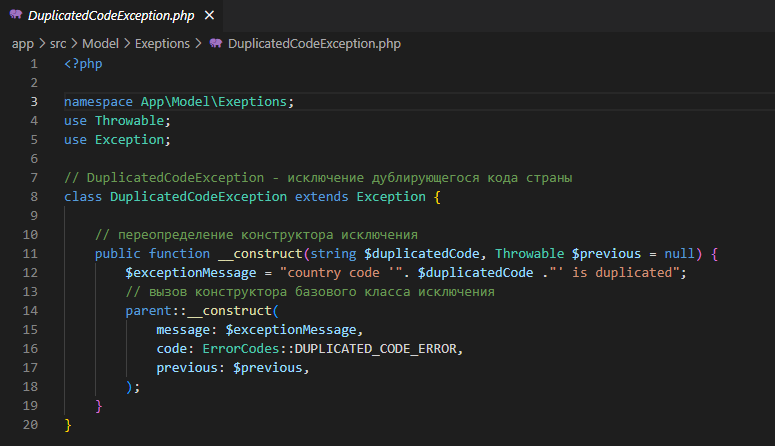 DuplicatedCodeException.php ×
app > src > Model > Exeptions > DuplicatedCodeException.php
1 <?php
2
3 namespace App\Model\Exeptions;
4 use Throwable;
5 use Exception;
6
7 // DuplicatedCodeException - исключение дублирующегося кода страны
8 class DuplicatedCodeException extends Exception {
9
10     // переопределение конструктора исключения
11     public function __construct(string $duplicatedCode, Throwable $previous = null) {
12         $exceptionMessage = "country code '". $duplicatedCode ."' is duplicated";
13         // вызов конструктора базового класса исключения
14         parent::__construct(
15             message: $exceptionMessage,
16             code: ErrorCodes::DUPLICATED_CODE_ERROR,
17             previous: $previous,
18         );
19     }
20 }